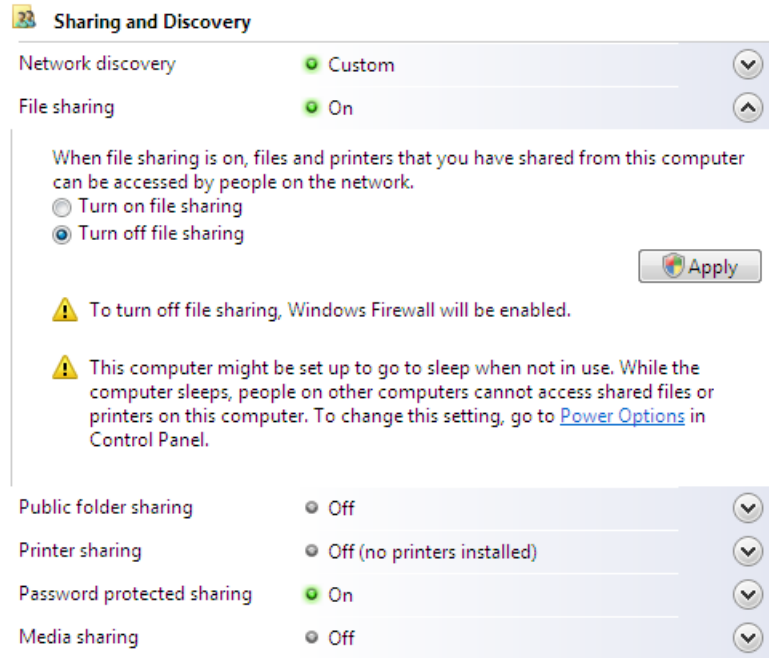 Sharing and Discovery
Network discovery Custom
File sharing On
When file sharing is on, files and printers that you have shared from this computer
can be accessed by people on the network.
Turn on file sharing
Turn off file sharing
Apply
To turn off file sharing, Windows Firewall will be enabled.
This computer might be set up to go to sleep when not in use. While the
computer sleeps, people on other computers cannot access shared files or
printers on this computer. To change this setting, go to Power Options in
Control Panel.
Public folder sharing Off
Printer sharing Off (no printers installed)
Password protected sharing On
Media sharing Off